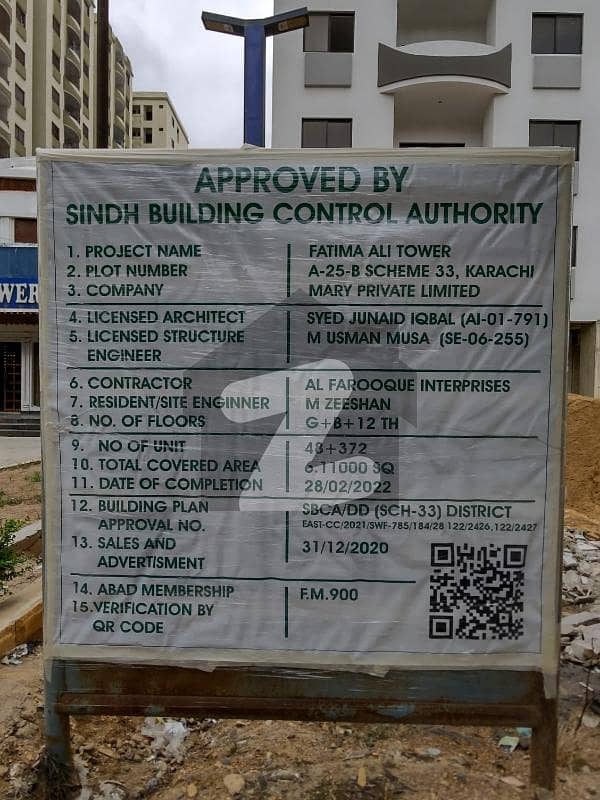 APPROVED BY
SINDH BUILDING CONTROL AUTHORITY
1. PROJECT NAME FATIMA ALI TOWER
2. PLOT NUMBER A-25-B SCHEME 33, KARACHI
3. COMPANY MARY PRIVATE LIMITED
4. LICENSED ARCHITECT SYED JUNAID IQBAL (AI-01-791)
5. LICENSED STRUCTURE M USMAN MUSA (SE-06-255)
ENGINEER
6. CONTRACTOR AL FAROOQUE INTERPRISES
7. RESIDENT/SITE ENGINNER M ZEESHAN
8. NO. OF FLOORS G+B+12 TH
9. NO OF UNIT 48+372
10. TOTAL COVERED AREA 6.11000 SQ
11. DATE OF COMPLETION 28/02/2022
12. BUILDING PLAN SBCA/DD (SCH-33) DISTRICT
APPROVAL NO. EAST-CC/2021/SWF-785/184/28 122/2426,122/2427
13. SALES AND 31/12/2020
ADVERTISMENT
14. ABAD MEMBERSHIP F.M.900
15. VERIFICATION BY
QR CODE
WER